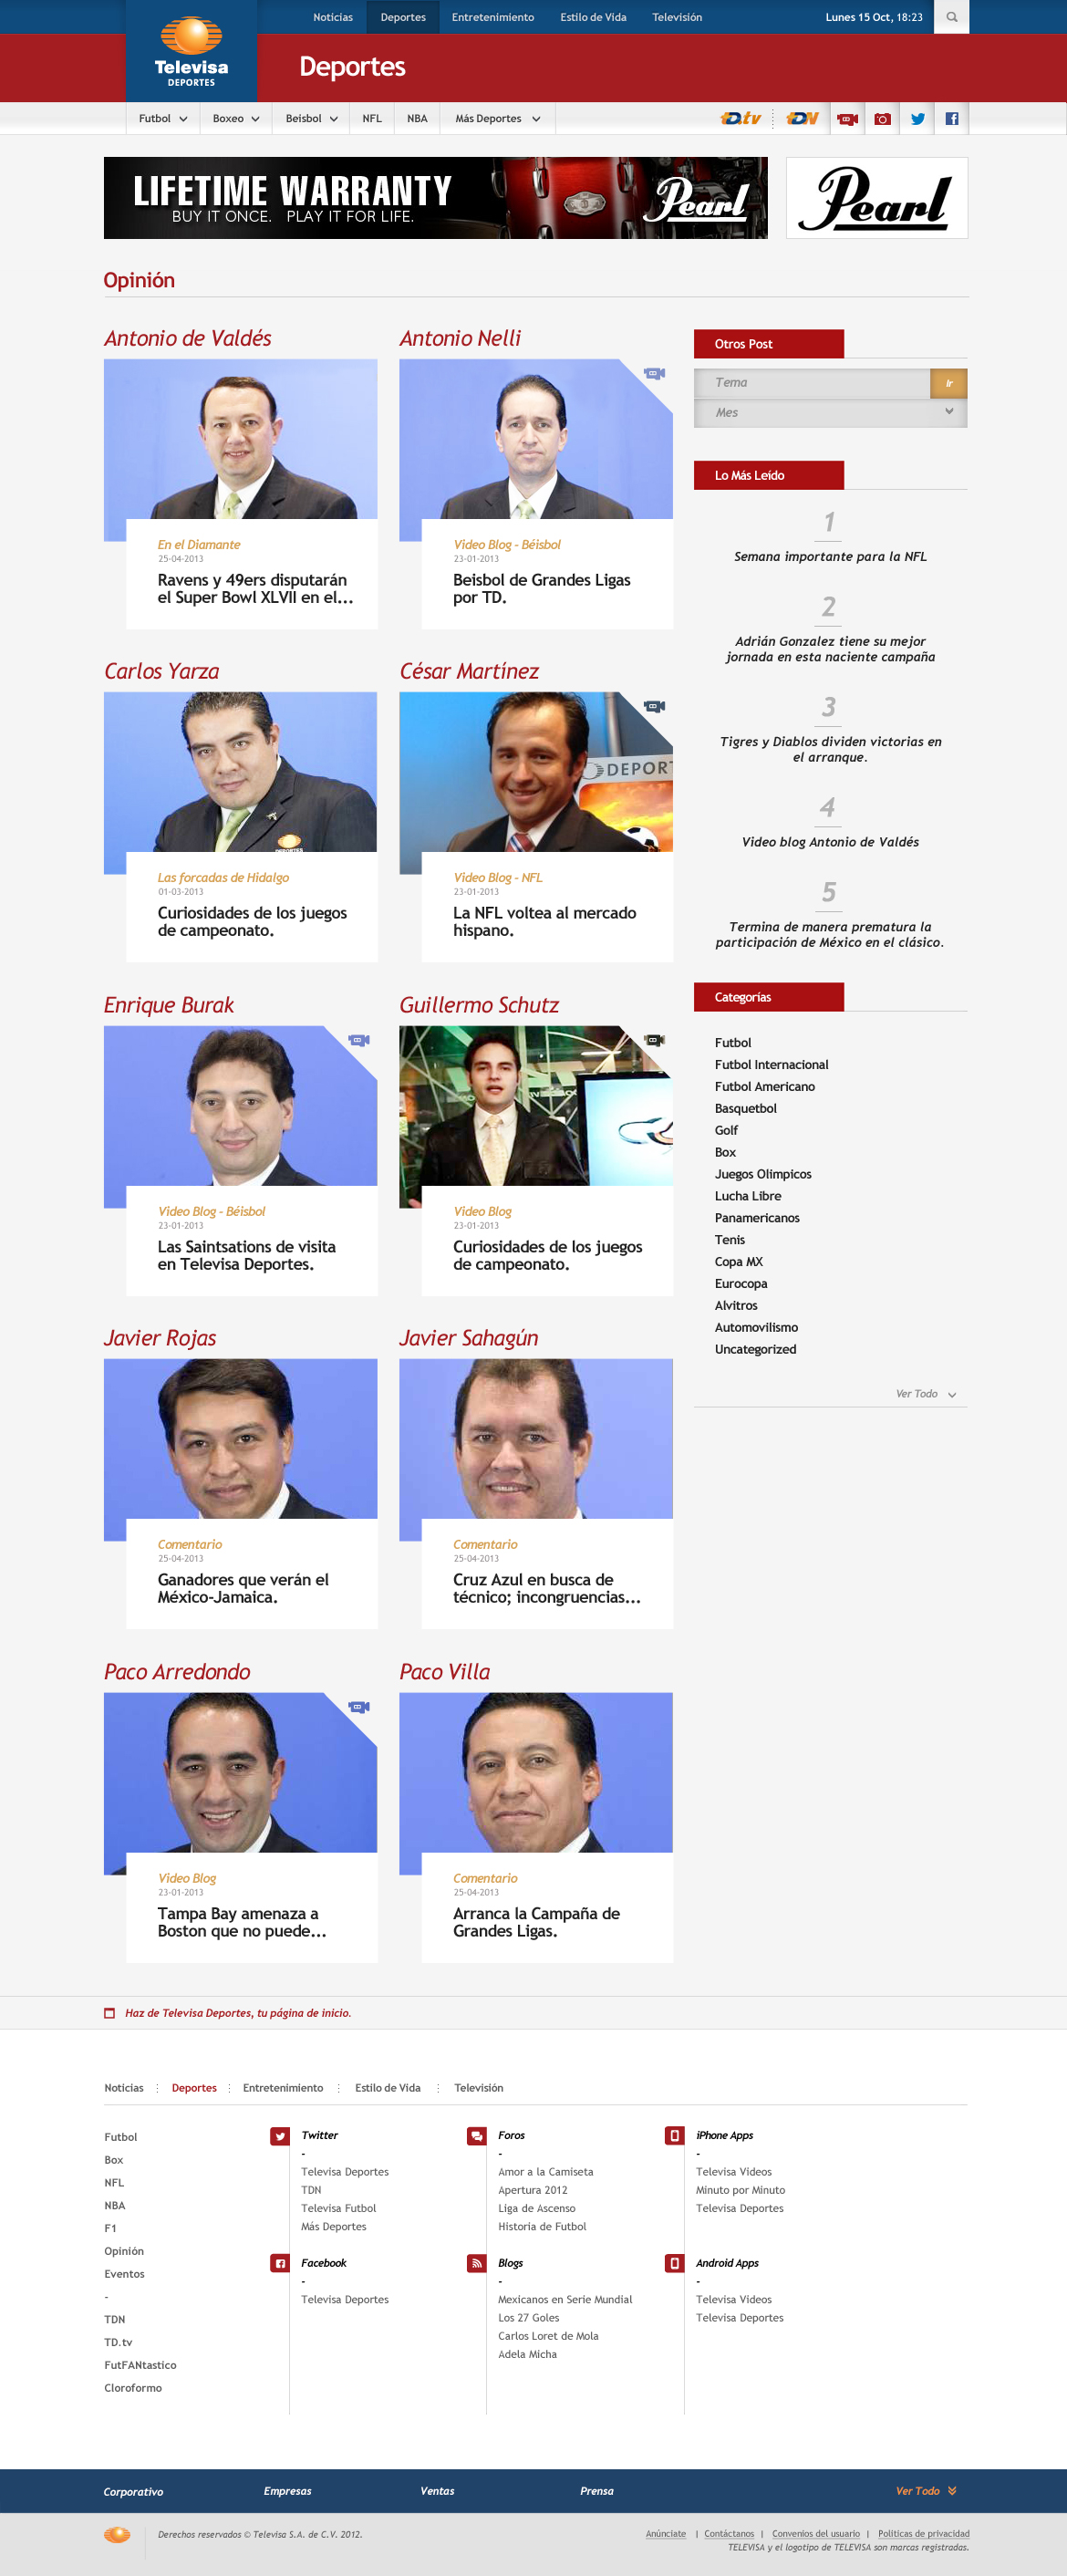 Noticias Deportes Entretenimiento Estilo de Vida Televisión Lunes 15 Oct, 18:23
Televisa
DEPORTES
Deportes
Futbol Boxeo Beisbol NFL NBA Más Deportes TD.tv TDN
LIFETIME WARRANTY
BUY IT ONCE. PLAY IT FOR LIFE.
Pearl
Pearl
Opinión
Antonio de Valdés
En el Diamante
25-04-2013
Ravens y 49ers disputarán
el Super Bowl XLVII en el...
Antonio Nelli
Video Blog - Béisbol
23-01-2013
Beisbol de Grandes Ligas
por TD.
Carlos Yarza
DEPORTES
Las forcadas de Hidalgo
01-03-2013
Curiosidades de los juegos
de campeonato.
César Martínez
DEPORT
Video Blog - NFL
23-01-2013
La NFL voltea al mercado
hispano.
Enrique Burak
Video Blog - Béisbol
23-01-2013
Las Saintsations de visita
en Televisa Deportes.
Guillermo Schutz
Video Blog
23-01-2013
Curiosidades de los juegos
de campeonato.
Javier Rojas
Comentario
25-04-2013
Ganadores que verán el
México-Jamaica.
Javier Sahagún
Comentario
25-04-2013
Cruz Azul en busca de
técnico; incongruencias...
Paco Arredondo
Video Blog
23-01-2013
Tampa Bay amenaza a
Boston que no puede...
Paco Villa
Comentario
25-04-2013
Arranca la Campaña de
Grandes Ligas.
Otros Post
Tema Ir
Mes
Lo Más Leído
1
Semana importante para la NFL
2
Adrián Gonzalez tiene su mejor
jornada en esta naciente campaña
3
Tigres y Diablos dividen victorias en
el arranque.
4
Video blog Antonio de Valdés
5
Termina de manera prematura la
participación de México en el clásico.
Categorías
Futbol
Futbol Internacional
Futbol Americano
Basquetbol
Golf
Box
Juegos Olimpicos
Lucha Libre
Panamericanos
Tenis
Copa MX
Eurocopa
Alvitros
Automovilismo
Uncategorized
Ver Todo
Haz de Televisa Deportes, tu página de inicio.
Noticias Deportes Entretenimiento Estilo de Vida Televisión
Futbol
Box
NFL
NBA
F1
Opinión
Eventos
-
TDN
TD.tv
FutFANtastico
Cloroformo
Twitter
-
Televisa Deportes
TDN
Televisa Futbol
Más Deportes
Facebook
-
Televisa Deportes
Foros
-
Amor a la Camiseta
Apertura 2012
Liga de Ascenso
Historia de Futbol
Blogs
-
Mexicanos en Serie Mundial
Los 27 Goles
Carlos Loret de Mola
Adela Micha
iPhone Apps
-
Televisa Videos
Minuto por Minuto
Televisa Deportes
Android Apps
-
Televisa Videos
Televisa Deportes
Corporativo Empresas Ventas Prensa Ver Todo
Derechos reservados © Televisa S.A. de C.V. 2012.
Anúnciate | Contáctanos | Convenios del usuario | Políticas de privacidad
TELEVISA y el logotipo de TELEVISA son marcas registradas.